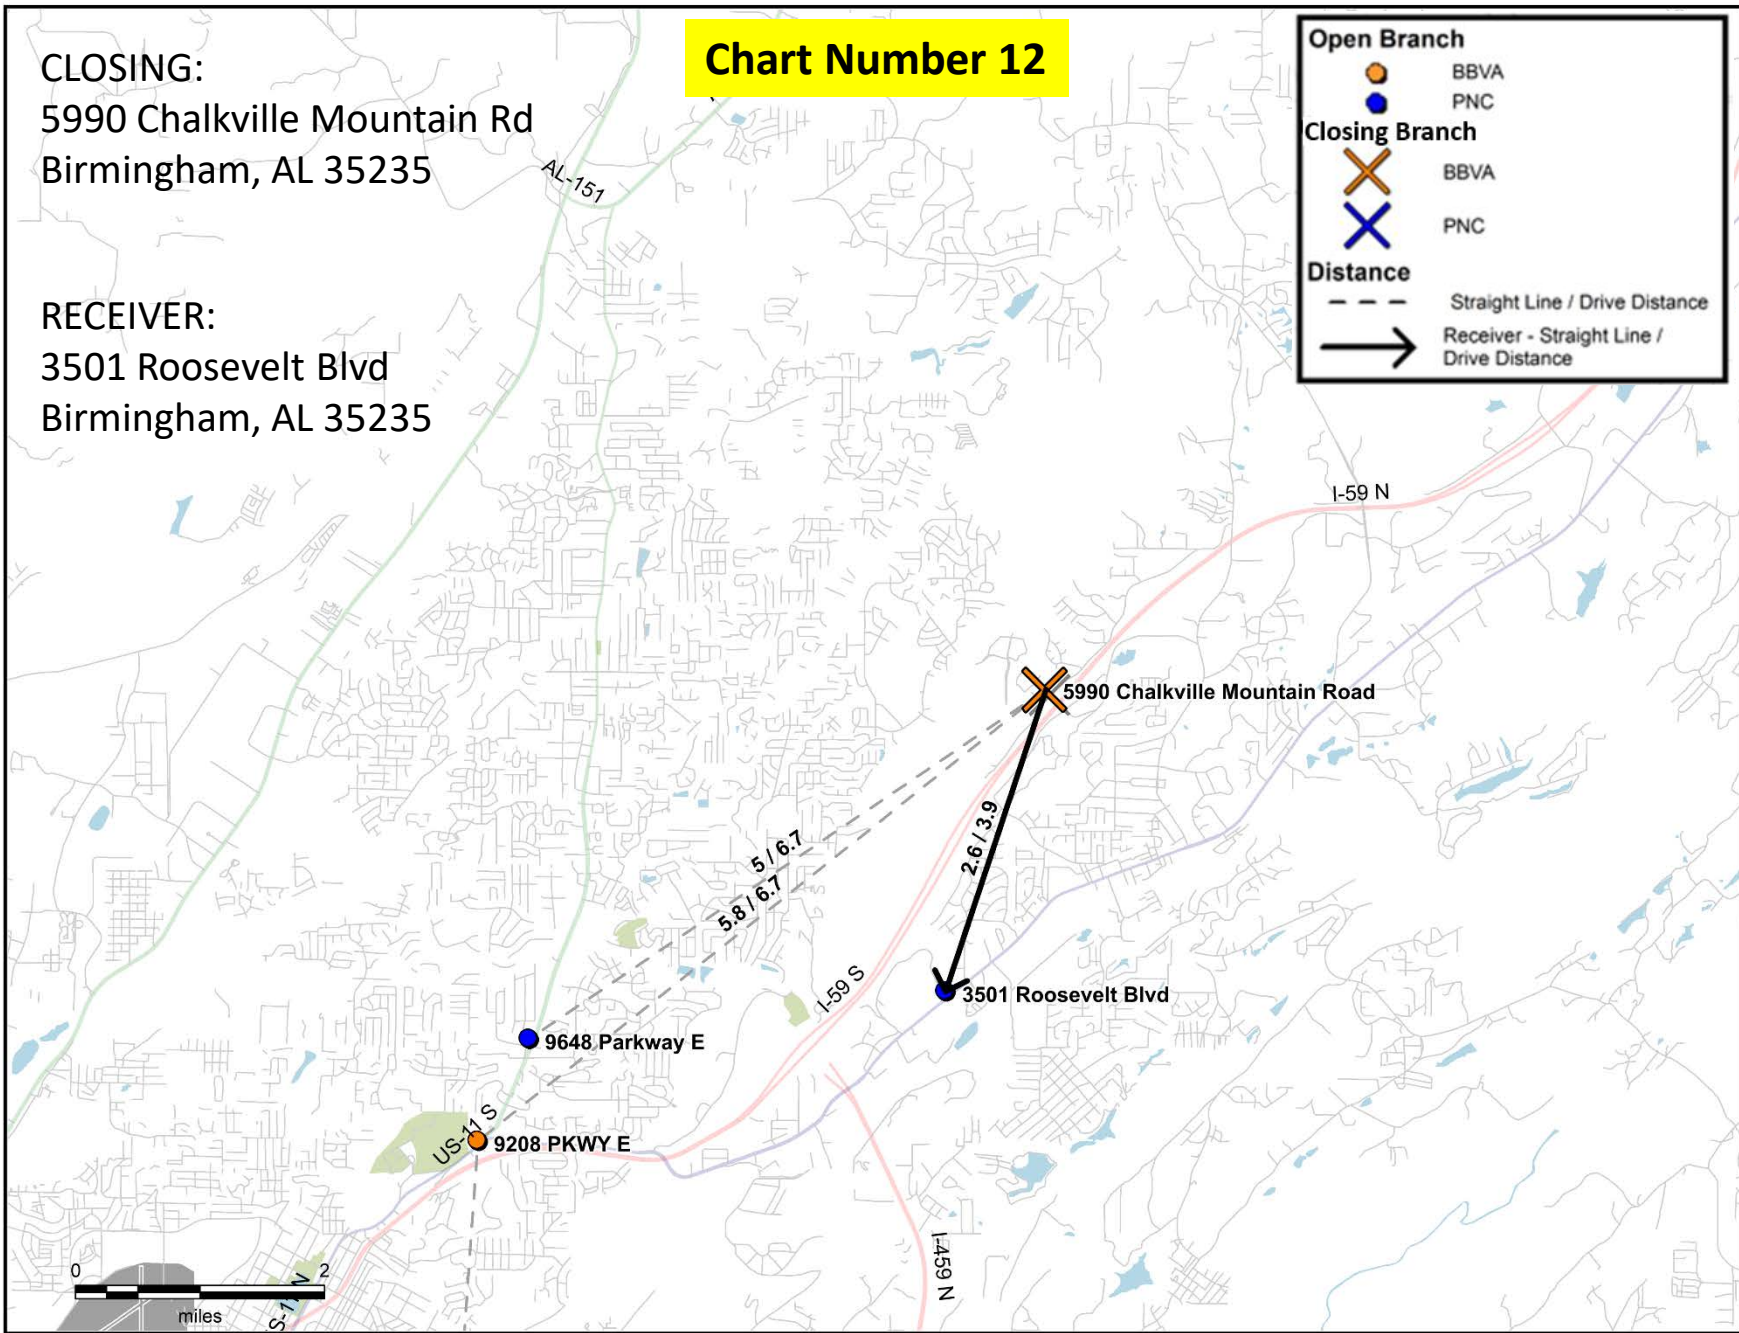 Chart Number 12
CLOSING:
5990 Chalkville Mountain Rd
Birmingham, AL 35235
RECEIVER:
3501 Roosevelt Blvd
Birmingham, AL 35235
Open Branch
BBVA
PNC
Closing Branch
BBVA
PNC
Distance
Straight Line / Drive Distance
Receiver - Straight Line /
Drive Distance
AL-151
I-59 N
5990 Chalkville Mountain Road
2.6 / 3.9
5 / 6.7
5.8 / 6.7
I-59 S
3501 Roosevelt Blvd
9648 Parkway E
US-11 S
9208 PKWY E
I-459 N
0 2
miles